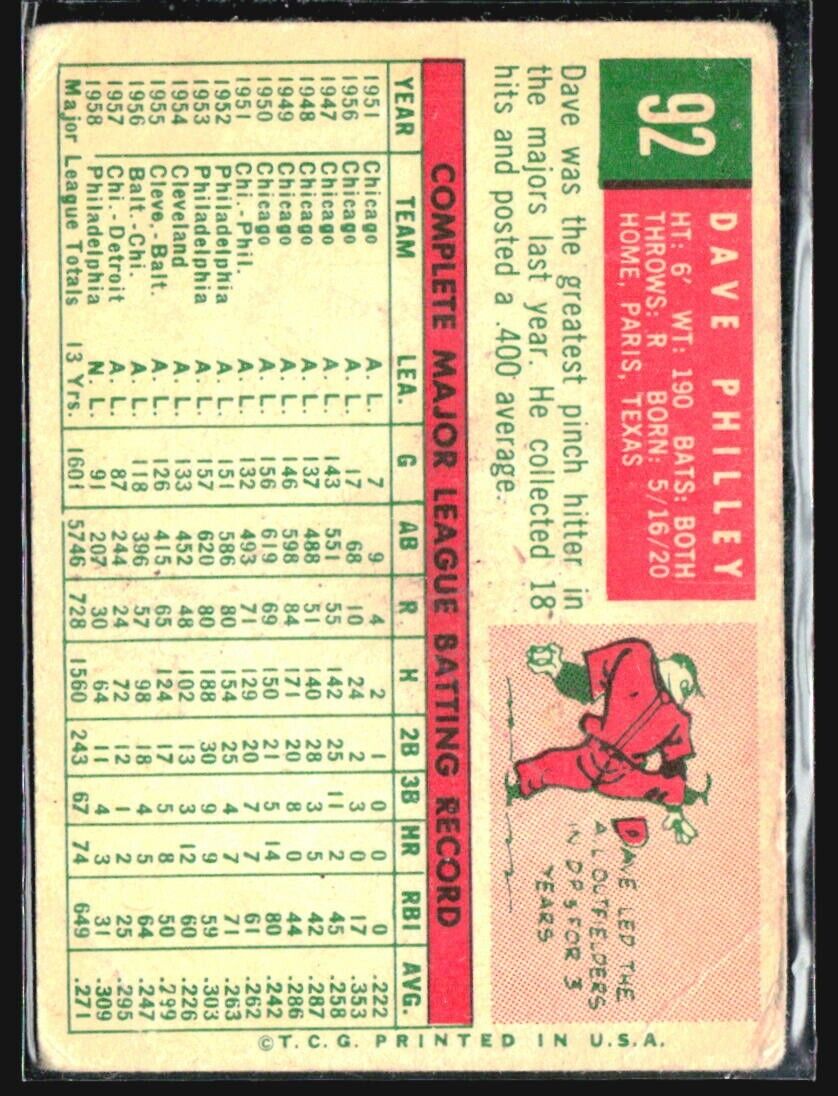 92
DAVE PHILLEY
HT: 6' WT: 190 BATS: BOTH
THROWS: R BORN: 5/16/20
HOME, PARIS, TEXAS
Dave was the greatest pinch hitter in
the majors last year. He collected 18
hits and posted a .400 average.
DAVE LED THE
A.L. OUTFELDERS
IN DPs FOR 3
YEARS
COMPLETE MAJOR LEAGUE BATTING RECORD
YEAR TEAM LEA. G AB R H 2B 3B HR RBI AVG.
1951 Chicago A. L. 7 9 4 2 1 0 0 0 .222
1956 Chicago A. L. 17 68 10 24 2 3 0 17 .353
1947 Chicago A. L. 143 551 55 142 25 11 2 45 .258
1948 Chicago A. L. 137 488 51 140 28 3 5 42 .287
1949 Chicago A. L. 146 598 84 171 20 8 0 44 .286
1950 Chicago A. L. 156 619 69 150 21 5 14 80 .242
1951 Chi.-Phil. A. L. 132 493 71 129 20 7 7 61 .262
1952 Philadelphia A. L. 151 586 80 154 25 4 7 71 .263
1953 Philadelphia A. L. 157 620 80 188 30 9 9 59 .303
1954 Cleveland A. L. 133 452 48 102 13 3 12 60 .226
1955 Cleve.-Balt. A. L. 126 415 65 124 17 5 8 50 .299
1956 Balt.-Chi. A. L. 118 396 57 98 18 4 5 64 .247
1957 Chi.-Detroit A. L. 87 244 24 72 12 1 2 25 .295
1958 Philadelphia N. L. 91 207 30 64 11 4 3 31 .309
Major League Totals 13 Yrs. 1601 5746 728 1560 243 67 74 649 .271
©T.C.G. PRINTED IN U.S.A.